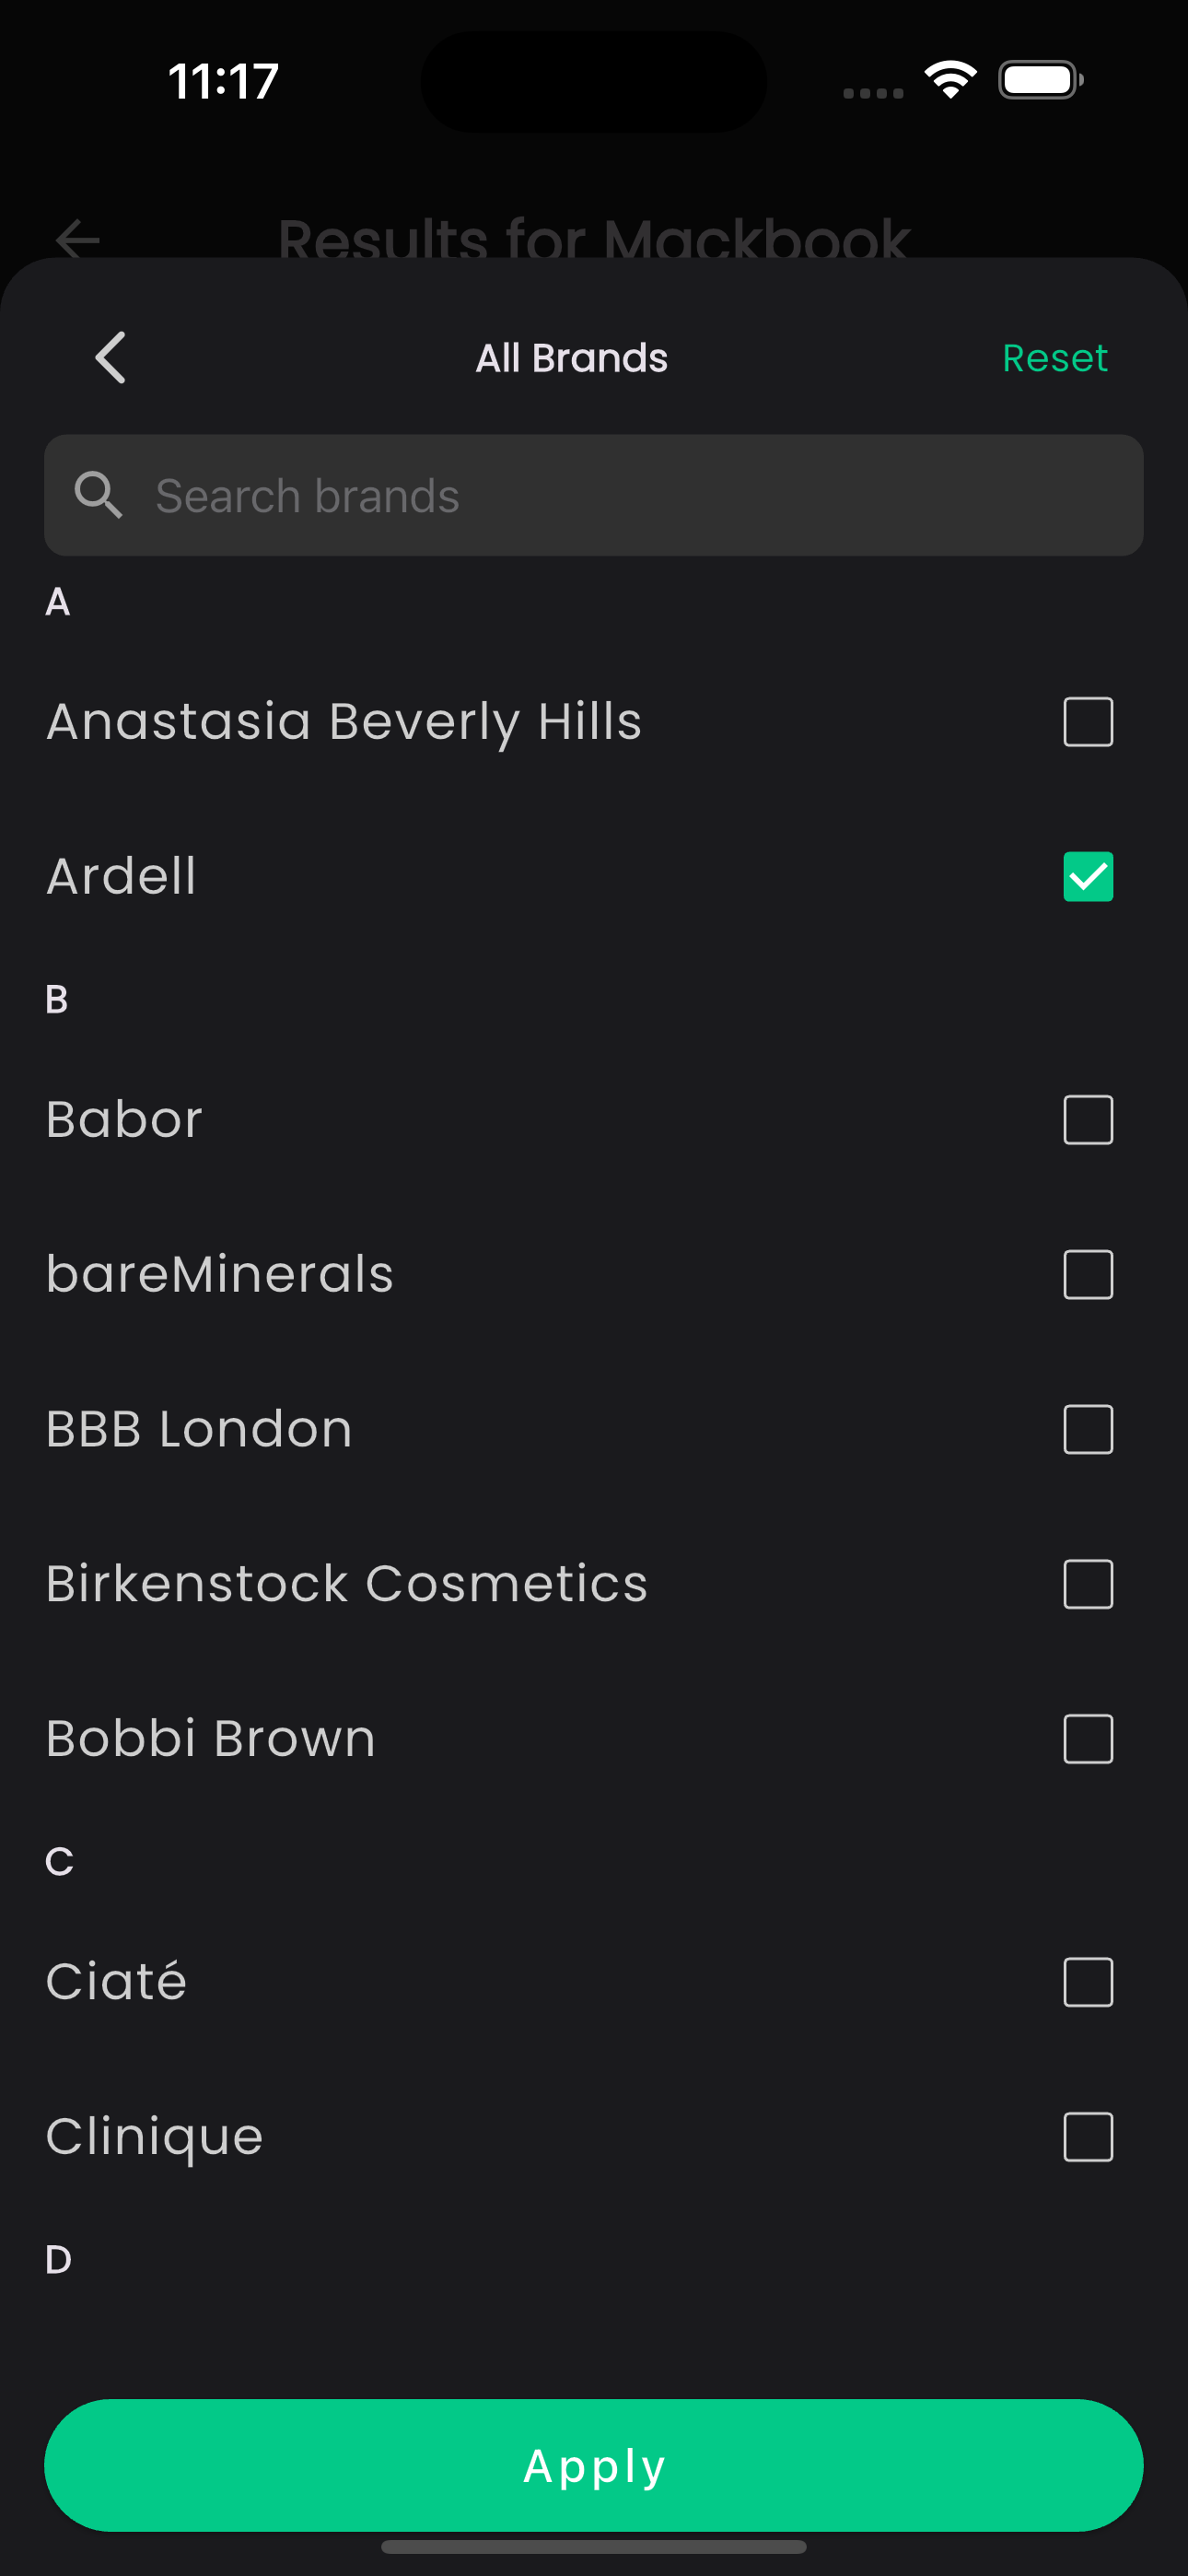 11:17
Results for Mackbook
All Brands
Reset
Search brands
A
Anastasia Beverly Hills
Ardell
B
Babor
bareMinerals
BBB London
Birkenstock Cosmetics
Bobbi Brown
C
Ciaté
Clinique
D
Apply